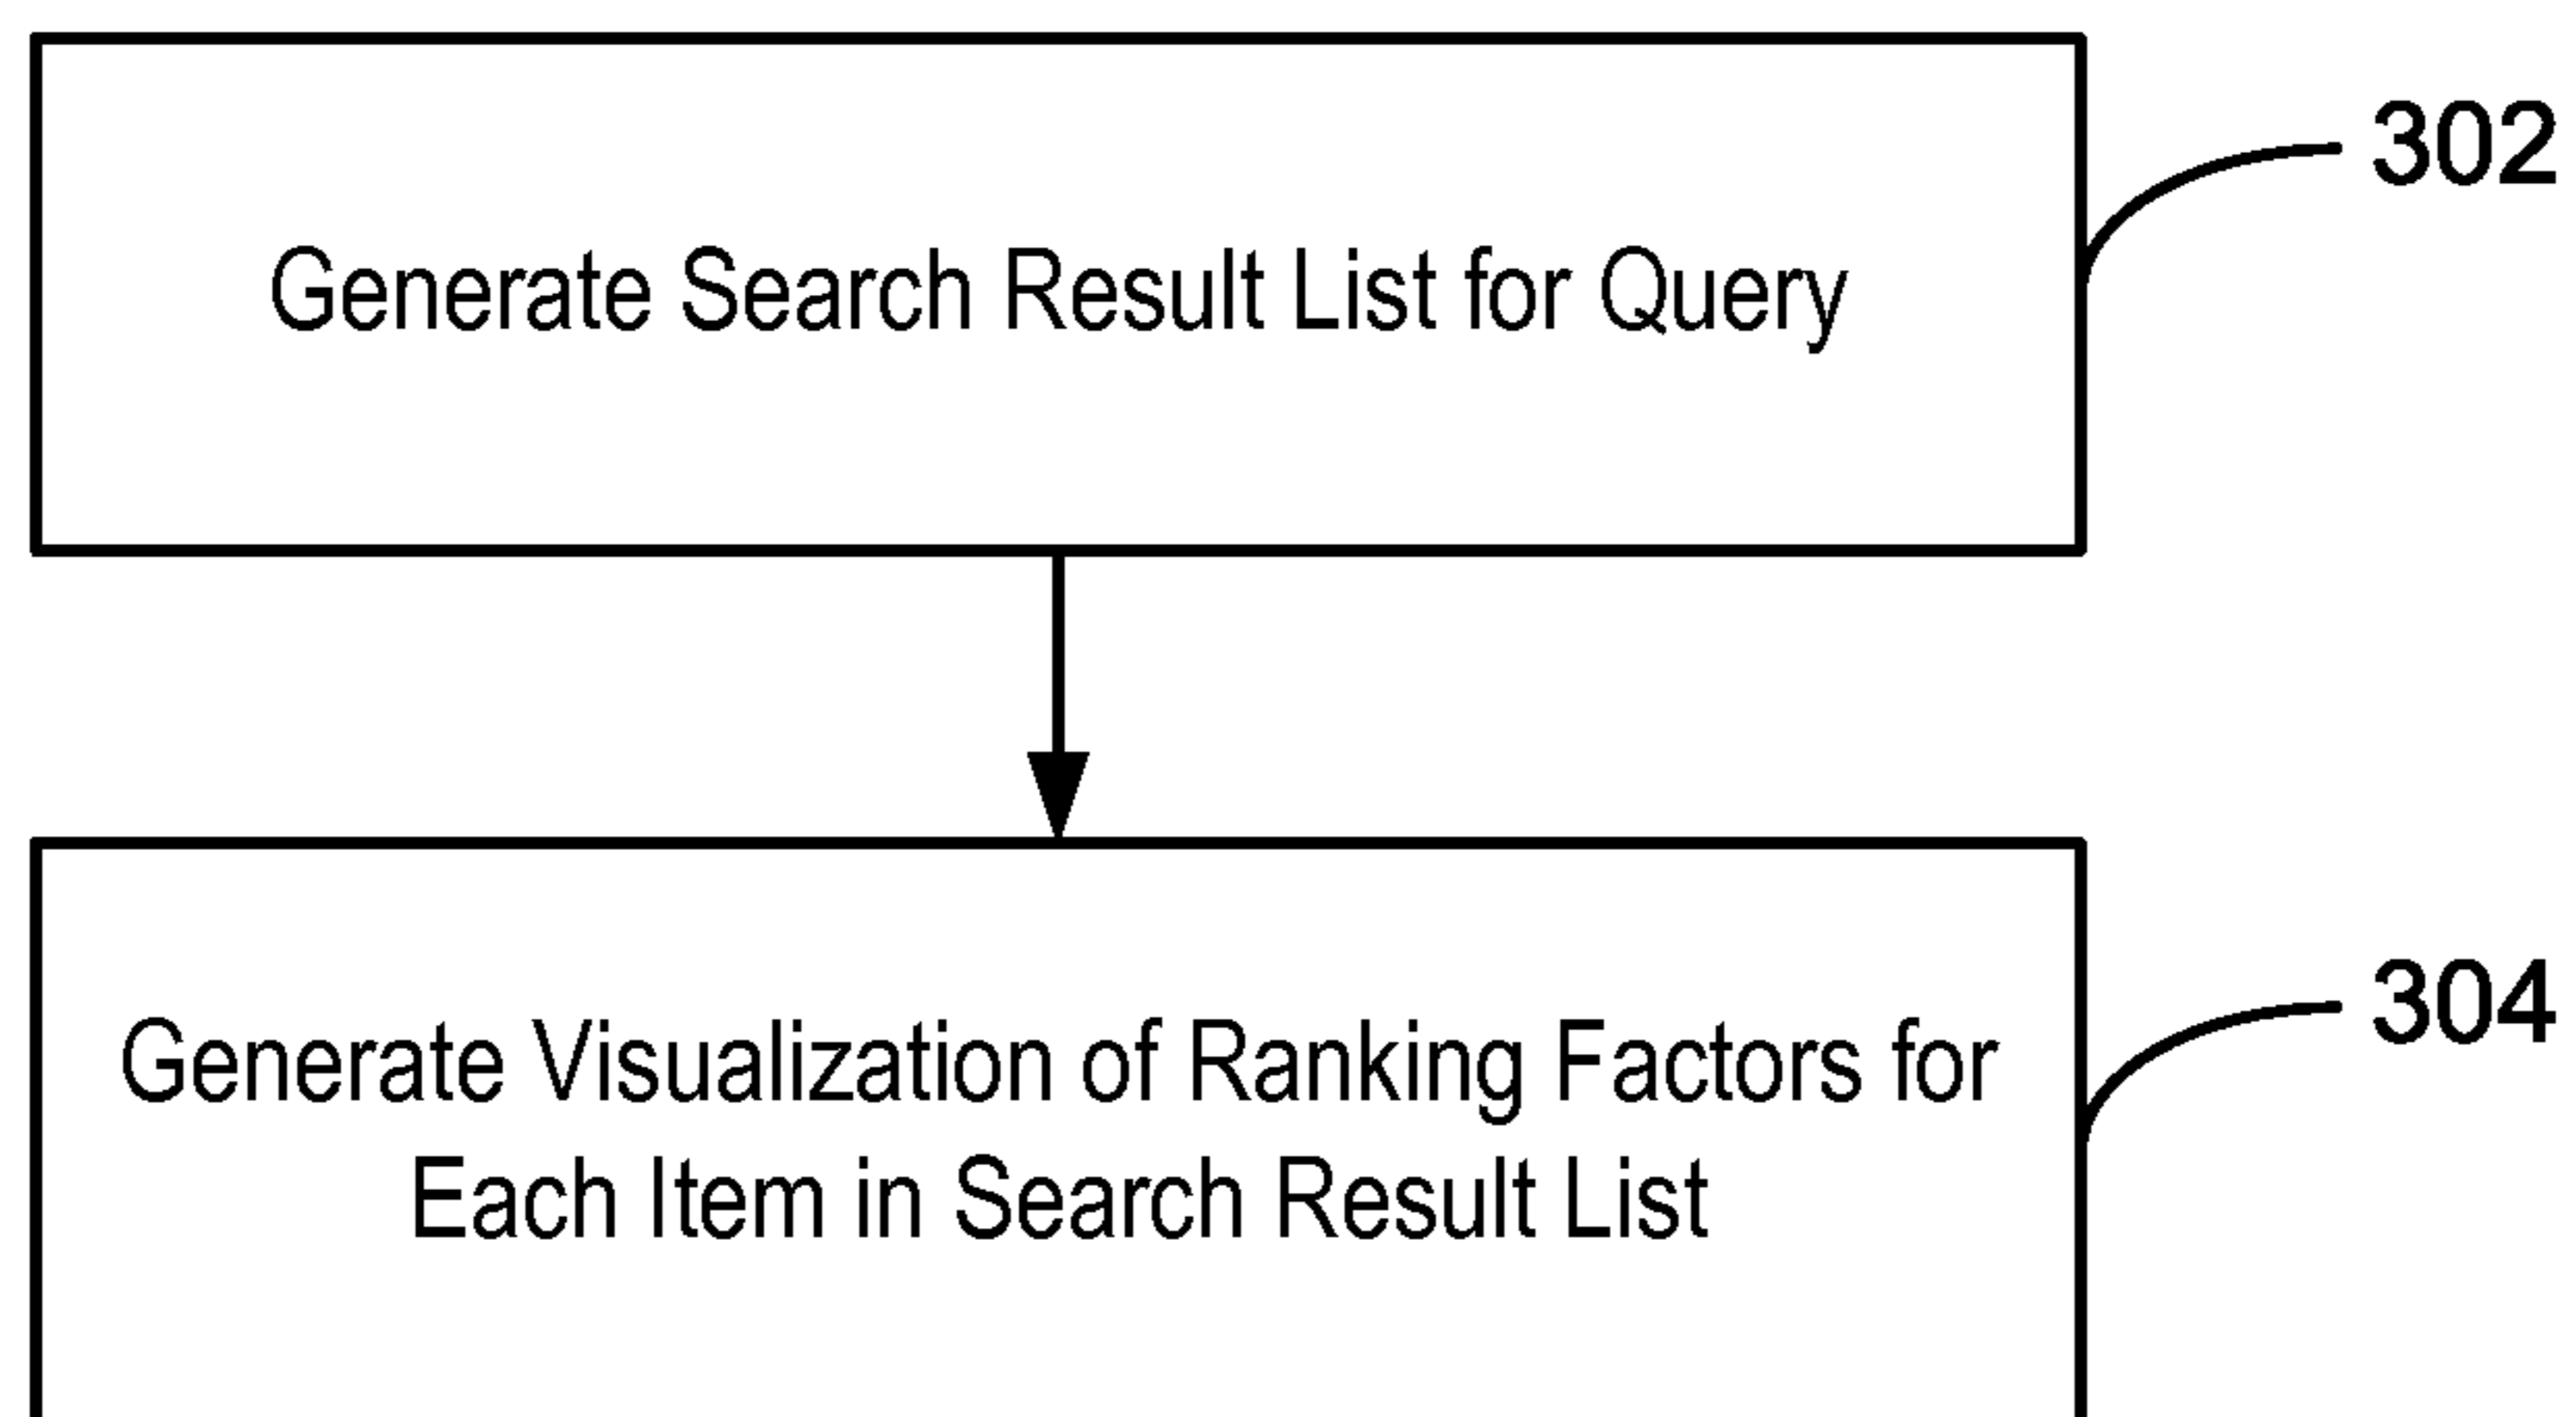 302
Generate Search Result List for Query
304
Generate Visualization of Ranking Factors for
Each Item in Search Result List